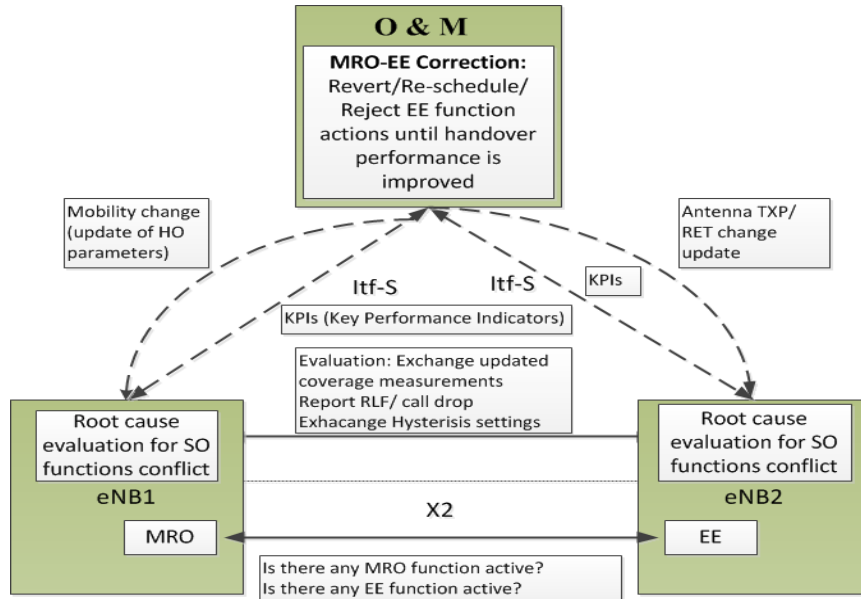 O & M
MRO-EE Correction:
Revert/Re-schedule/
Reject EE function
actions until handover
performance is
improved
Mobility change
(update of HO
parameters)
Antenna TXP/
RET change
update
Itf-S
Itf-S
KPIs
KPIs (Key Performance Indicators)
Evaluation: Exchange updated
coverage measurements
Report RLF/ call drop
Exhacange Hysterisis settings
Root cause
evaluation for SO
functions conflict
eNB1
MRO
Root cause
evaluation for SO
functions conflict
eNB2
EE
X2
Is there any MRO function active?
Is there any EE function active?